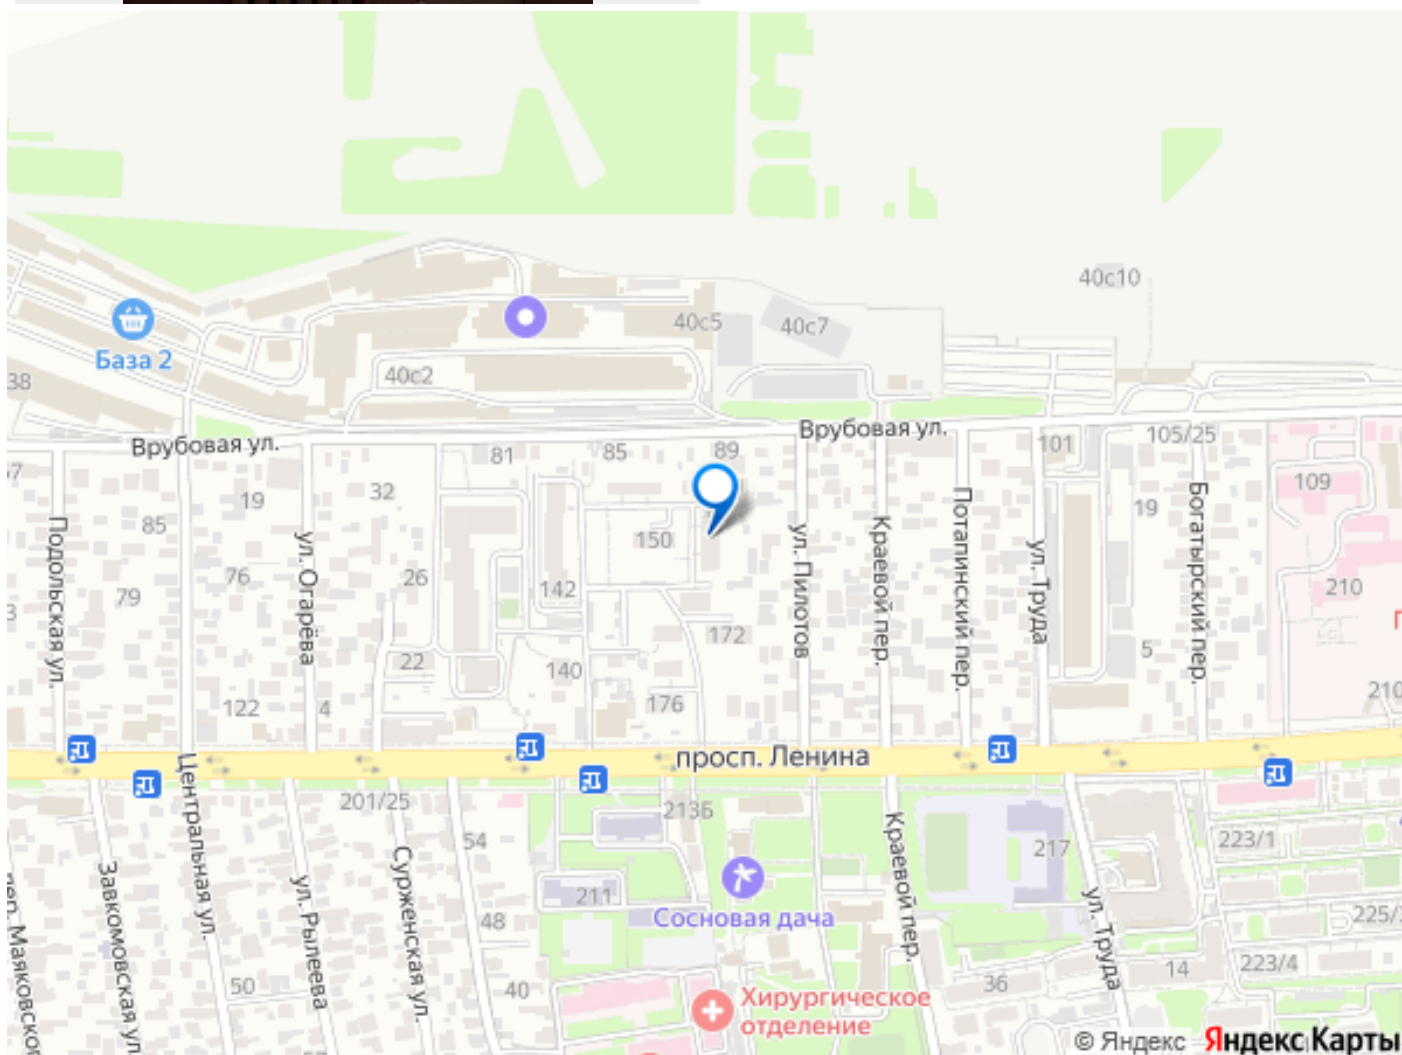 40с10
40с5
40с7
База 2
38
40с2
Врубовая ул.
Врубовая ул.
101
105/25
81
85
89
109
32
19
19
85
Подольская ул.
ул. Огарёва
150
ул. Пилотов
Краевой пер.
Потапинский пер.
ул. Труда
Богатырский пер.
76
26
142
79
210
172
22
140
5
122
4
176
210
просп. Ленина
Центральная ул.
201/25
213Б
54
217
223/1
Завкомовская ул.
ул. Рылеева
Сурженская ул.
211
Краевой пер.
ул. Труда
Сосновая дача
48
225/
50
40
36
14
223/4
Хирургическое
отделение
© Яндекс Яндекс Карты